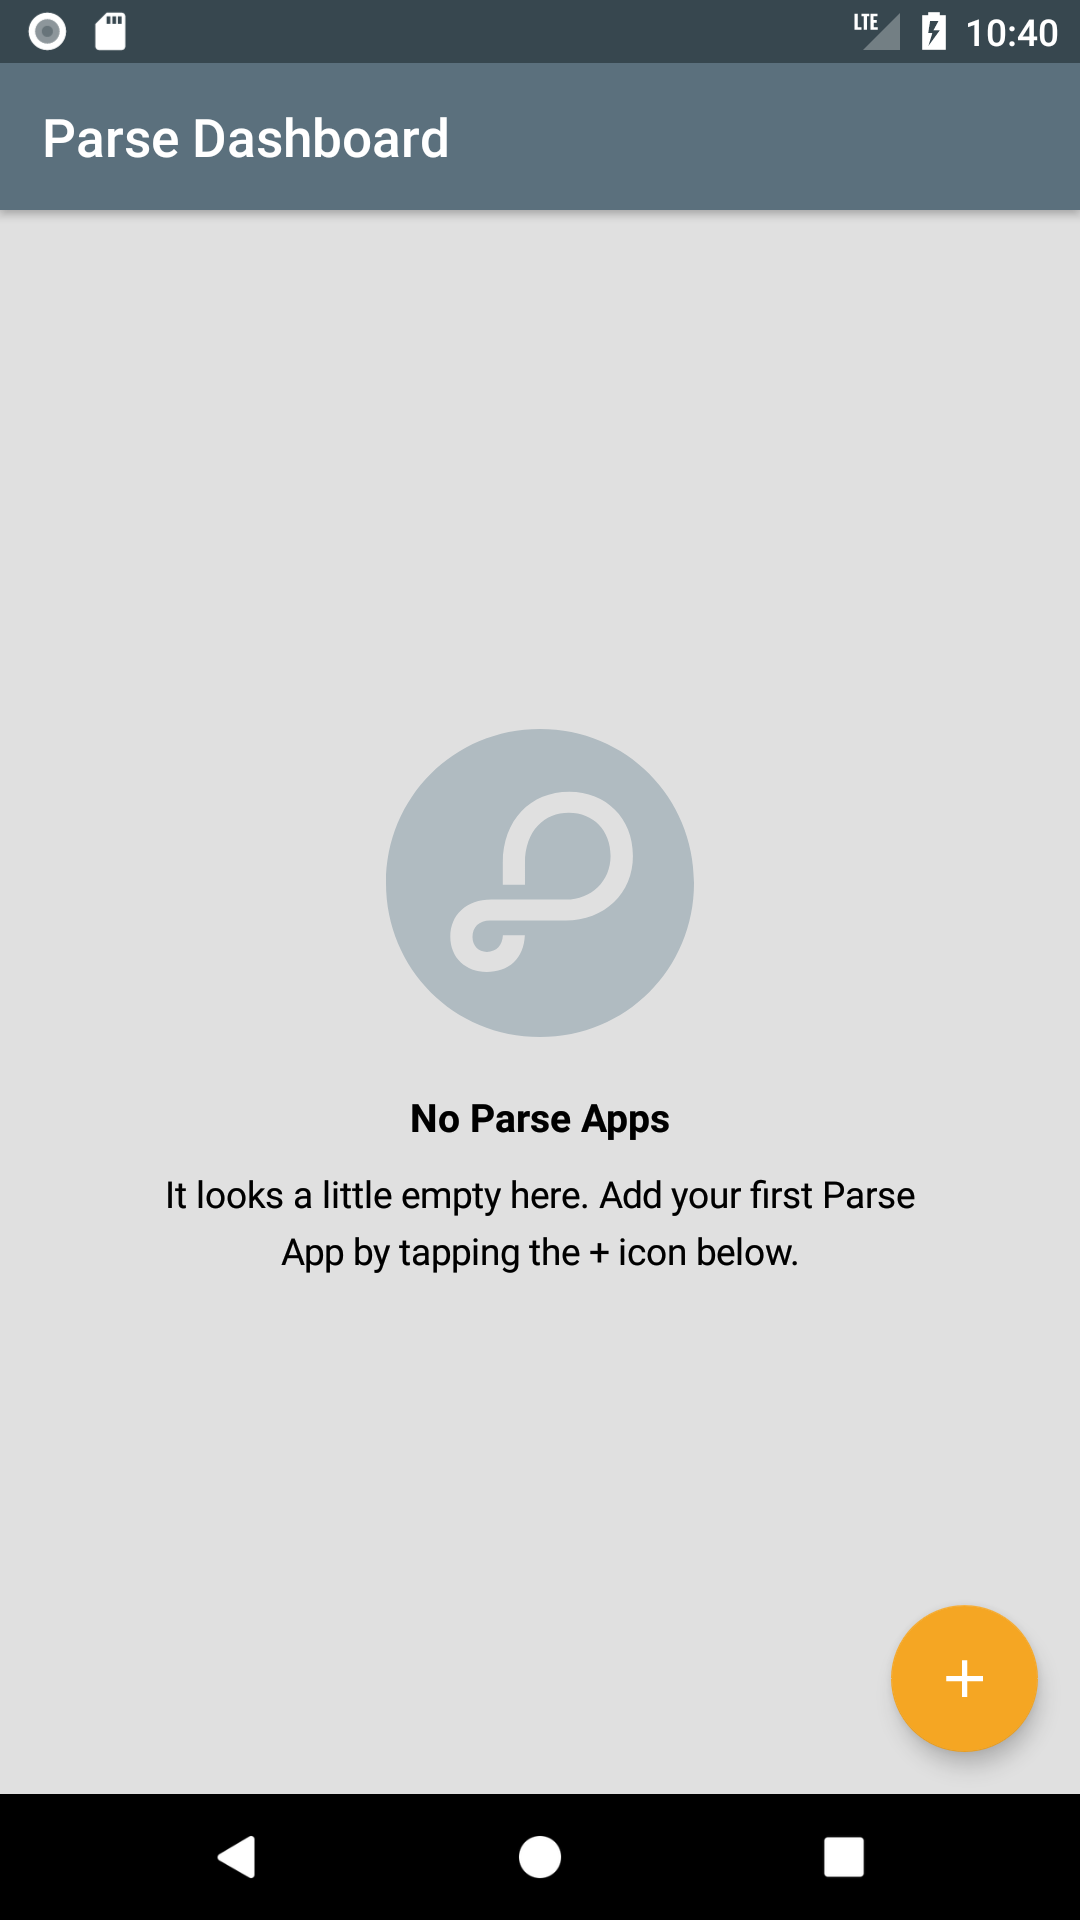 LTE 10:40
Parse Dashboard
No Parse Apps
It looks a little empty here. Add your first Parse
App by tapping the + icon below.